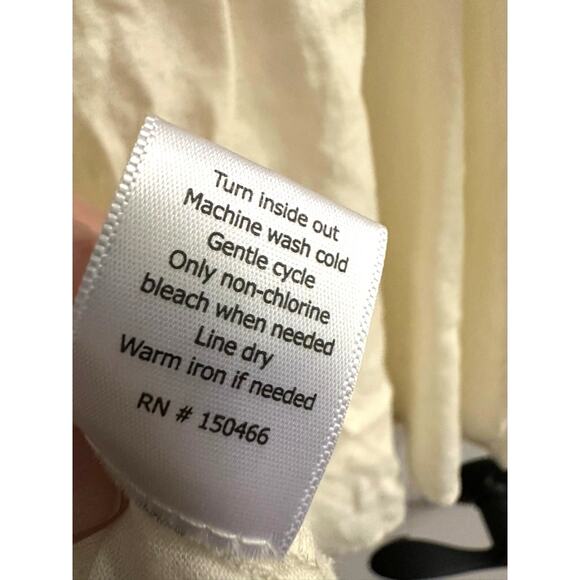 Turn inside out
Machine wash cold
Gentle cycle
Only non-chlorine
bleach when needed
Line dry
Warm iron if needed
RN # 150466